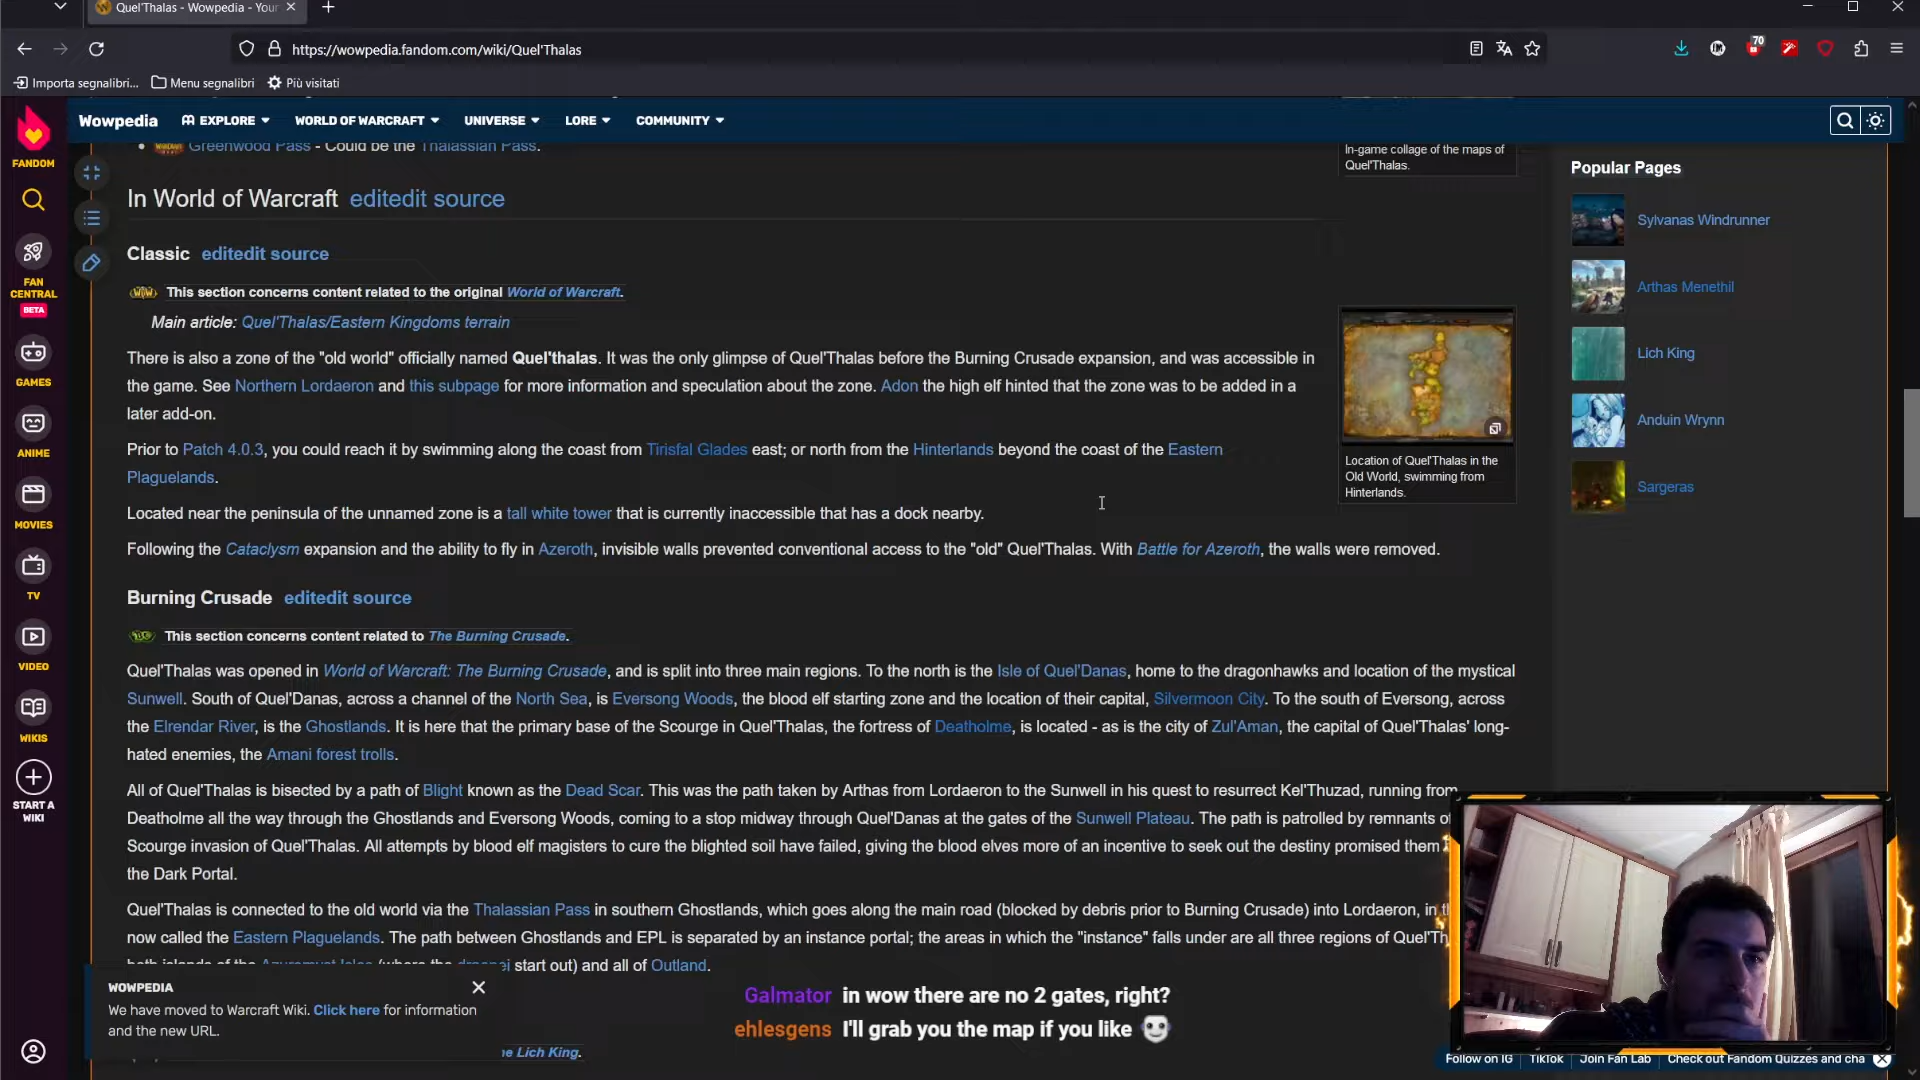 Quel'Thalas - Wowpedia - Your
https://wowpedia.fandom.com/wiki/Quel'Thalas
70
Importa segnalibri...
Menu segnalibri
Più visitati
FANDOM
FAN CENTRAL
BETA
GAMES
ANIME
MOVIES
TV
VIDEO
WIKIS
START A WIKI
Wowpedia
EXPLORE
WORLD OF WARCRAFT
UNIVERSE
LORE
COMMUNITY
Greenwood Pass - Could be the Thalassian Pass.
In-game collage of the maps of
Quel'Thalas.
In World of Warcraft editedit source
Classic editedit source
This section concerns content related to the original World of Warcraft.
Main article: Quel'Thalas/Eastern Kingdoms terrain
There is also a zone of the "old world" officially named Quel'thalas. It was the only glimpse of Quel'Thalas before the Burning Crusade expansion, and was accessible in
the game. See Northern Lordaeron and this subpage for more information and speculation about the zone. Adon the high elf hinted that the zone was to be added in a
later add-on.
Prior to Patch 4.0.3, you could reach it by swimming along the coast from Tirisfal Glades east; or north from the Hinterlands beyond the coast of the Eastern
Plaguelands.
Located near the peninsula of the unnamed zone is a tall white tower that is currently inaccessible that has a dock nearby.
Following the Cataclysm expansion and the ability to fly in Azeroth, invisible walls prevented conventional access to the "old" Quel'Thalas. With Battle for Azeroth, the walls were removed.
Location of Quel'Thalas in the
Old World, swimming from
Hinterlands.
Burning Crusade editedit source
This section concerns content related to The Burning Crusade.
Quel'Thalas was opened in World of Warcraft: The Burning Crusade, and is split into three main regions. To the north is the Isle of Quel'Danas, home to the dragonhawks and location of the mystical
Sunwell. South of Quel'Danas, across a channel of the North Sea, is Eversong Woods, the blood elf starting zone and the location of their capital, Silvermoon City. To the south of Eversong, across
the Elrendar River, is the Ghostlands. It is here that the primary base of the Scourge in Quel'Thalas, the fortress of Deatholme, is located - as is the city of Zul'Aman, the capital of Quel'Thalas' long-
hated enemies, the Amani forest trolls.
All of Quel'Thalas is bisected by a path of Blight known as the Dead Scar. This was the path taken by Arthas from Lordaeron to the Sunwell in his quest to resurrect Kel'Thuzad, running from
Deatholme all the way through the Ghostlands and Eversong Woods, coming to a stop midway through Quel'Danas at the gates of the Sunwell Plateau. The path is patrolled by remnants of
Scourge invasion of Quel'Thalas. All attempts by blood elf magisters to cure the blighted soil have failed, giving the blood elves more of an incentive to seek out the destiny promised them
the Dark Portal.
Quel'Thalas is connected to the old world via the Thalassian Pass in southern Ghostlands, which goes along the main road (blocked by debris prior to Burning Crusade) into Lordaeron, in
now called the Eastern Plaguelands. The path between Ghostlands and EPL is separated by an instance portal; the areas in which the "instance" falls under are all three regions of Quel'Th
both islands of the Azuremyst Isles (where the draenei start out) and all of Outland.
e Lich King.
Popular Pages
Sylvanas Windrunner
Arthas Menethil
Lich King
Anduin Wrynn
Sargeras
WOWPEDIA
We have moved to Warcraft Wiki. Click here for information
and the new URL.
Galmator in wow there are no 2 gates, right?
ehlesgens I'll grab you the map if you like
Follow on IG TikTok Join Fan Lab Check out Fandom Quizzes and cha